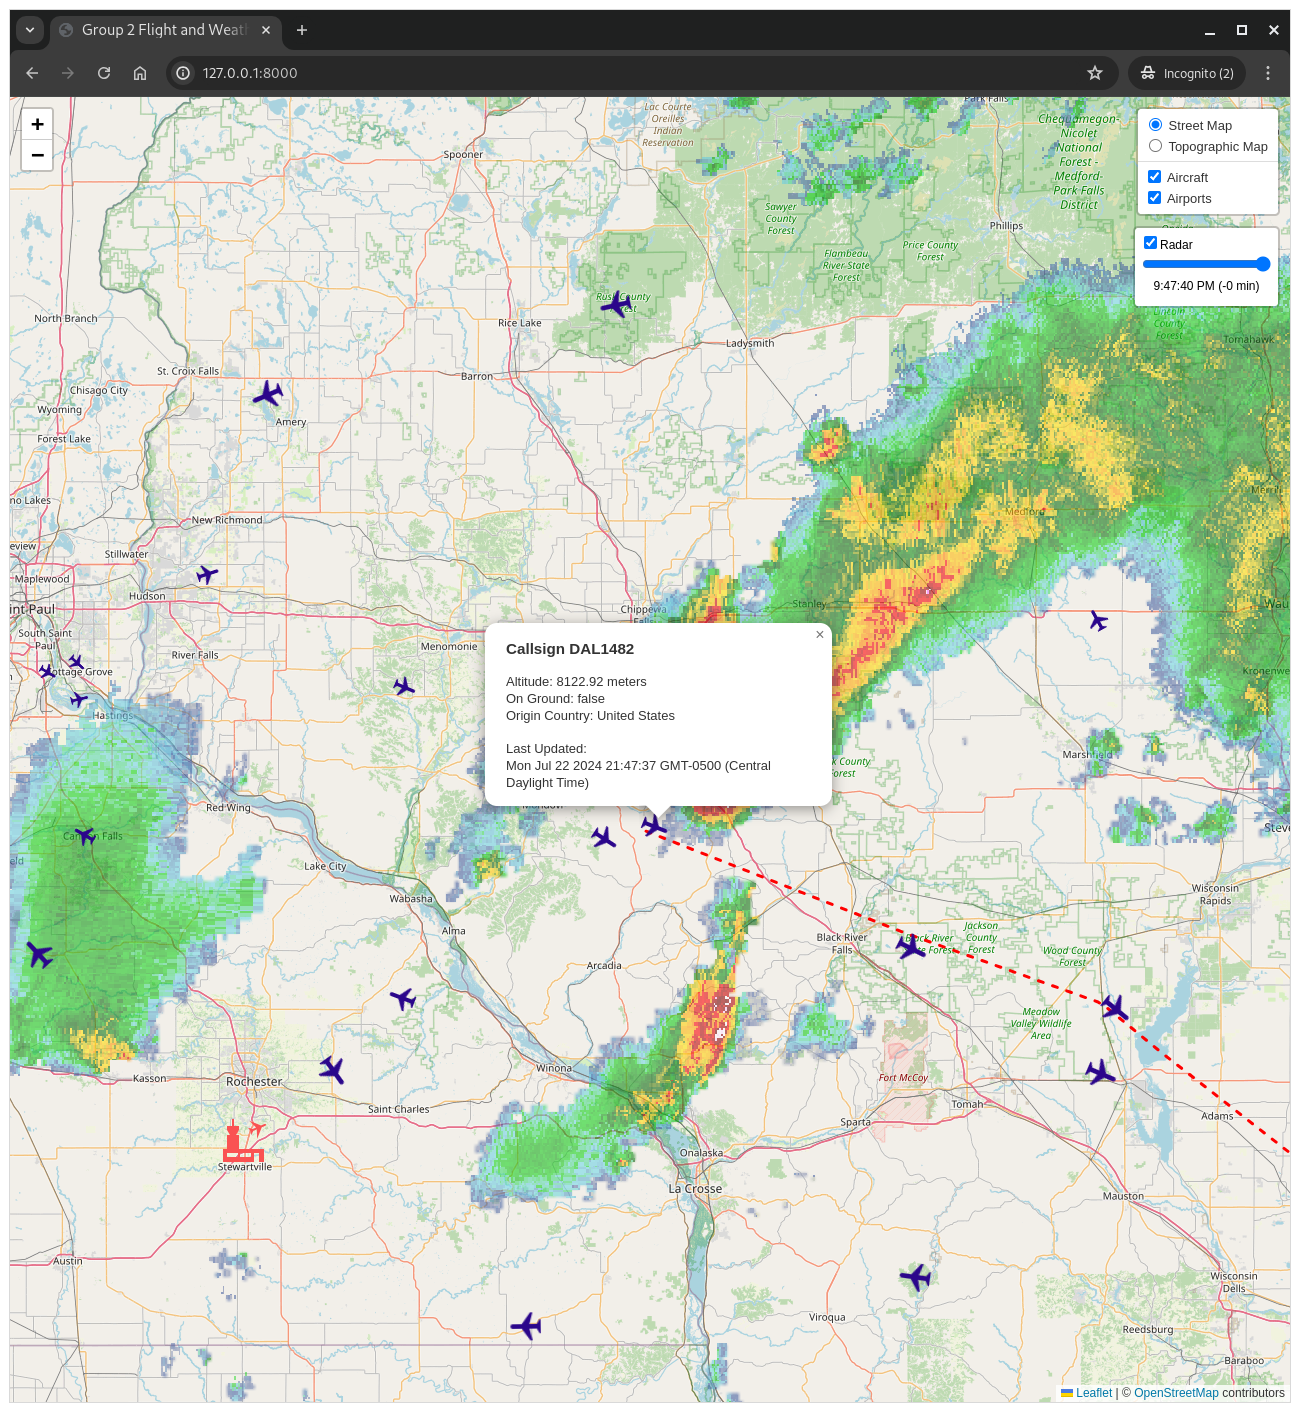 Group 2 Flight and Weath
127.0.0.1:8000
Incognito (2)
+
−
Street Map
Topographic Map
Aircraft
Airports
Radar
9:47:40 PM (-0 min)
Lac Courte
Oreilles
Indian
Reservation
Park Falls
Chequamegon-
Nicolet
National
Forest -
Medford-
Park Falls
District
Spooner
Sawyer
County
Forest
Phillips
Price County
Forest
Flambeau
River State
Forest
Rusk County
Forest
North Branch
Rice Lake
Lincoln
County
Forest
Tomahawk
Ladysmith
St. Croix Falls
Barron
Chisago City
Wyoming
Amery
Forest Lake
no Lakes
Merrill
Medford
New Richmond
eview
Stillwater
Maplewood
Hudson
int Paul
Chippewa
Falls
Stanley
Wau
South Saint
Paul
River Falls
Menomonie
Cottage Grove
Kronenwe
Hastings
Callsign DAL1482
×
Altitude: 8122.92 meters
On Ground: false
Origin Country: United States
Last Updated:
Mon Jul 22 2024 21:47:37 GMT-0500 (Central
Daylight Time)
Marshfield
k County
Forest
Red Wing
Mondovi
Steve
Cannon Falls
eld
Lake City
Wabasha
Wisconsin
Rapids
Alma
Black River
Falls
Black River
State Forest
Jackson
County
Forest
Wood County
Forest
Arcadia
Meadow
Valley Wildlife
Area
Winona
Kasson
Rochester
Fort McCoy
Saint Charles
Tomah
Sparta
Adams
Onalaska
Stewartville
La Crosse
Mauston
Austin
Wisconsin
Dells
Viroqua
Reedsburg
Baraboo
Leaflet | © OpenStreetMap contributors